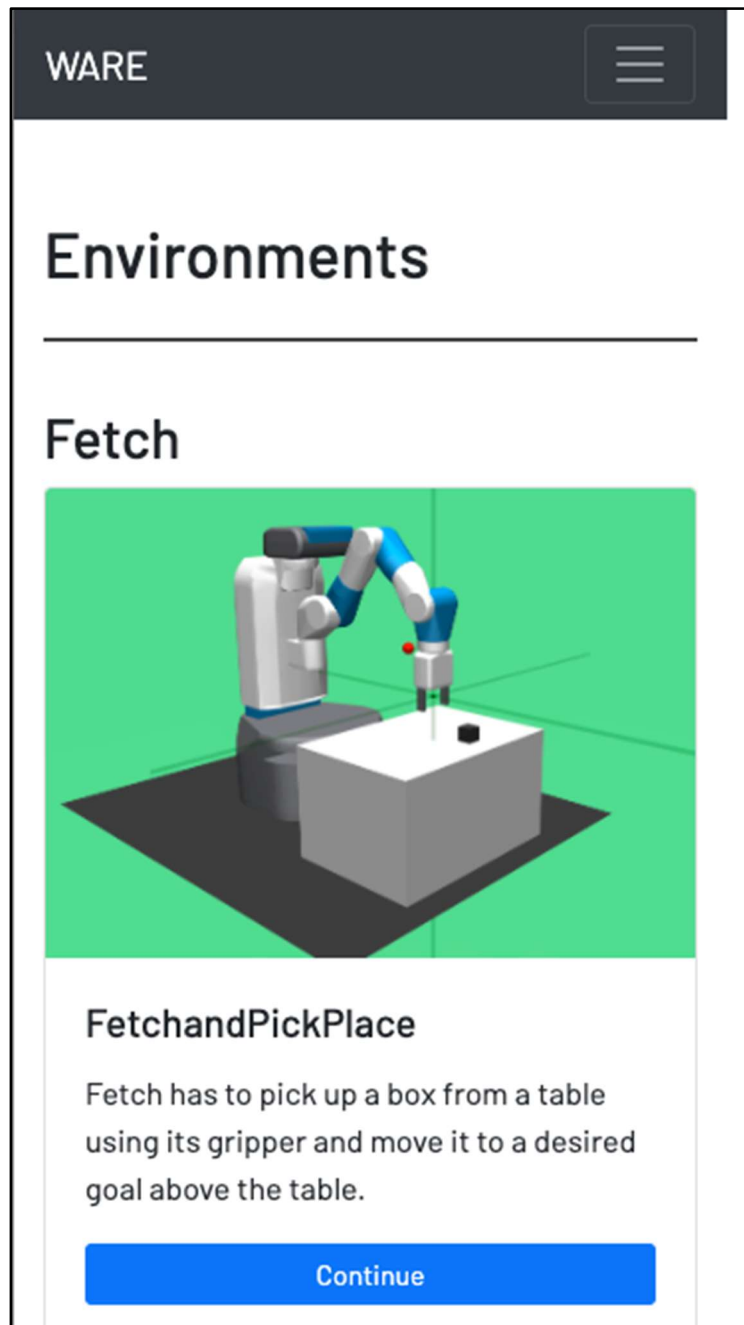 WARE
Environments
Fetch
FetchandPickPlace
Fetch has to pick up a box from a table
using its gripper and move it to a desired
goal above the table.
Continue